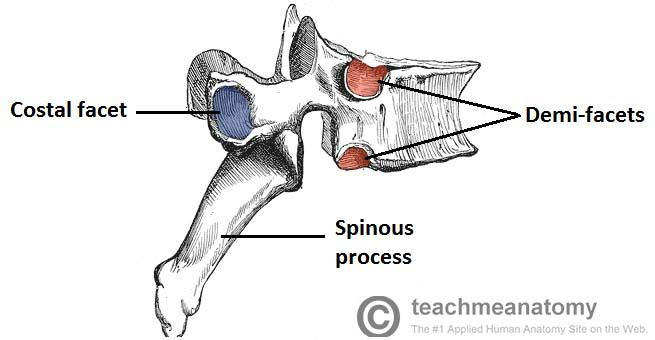 Costal facet
Demi-facets
Spinous
process
© teachmeanatomy
The #1 Applied Human Anatomy Site on the Web.